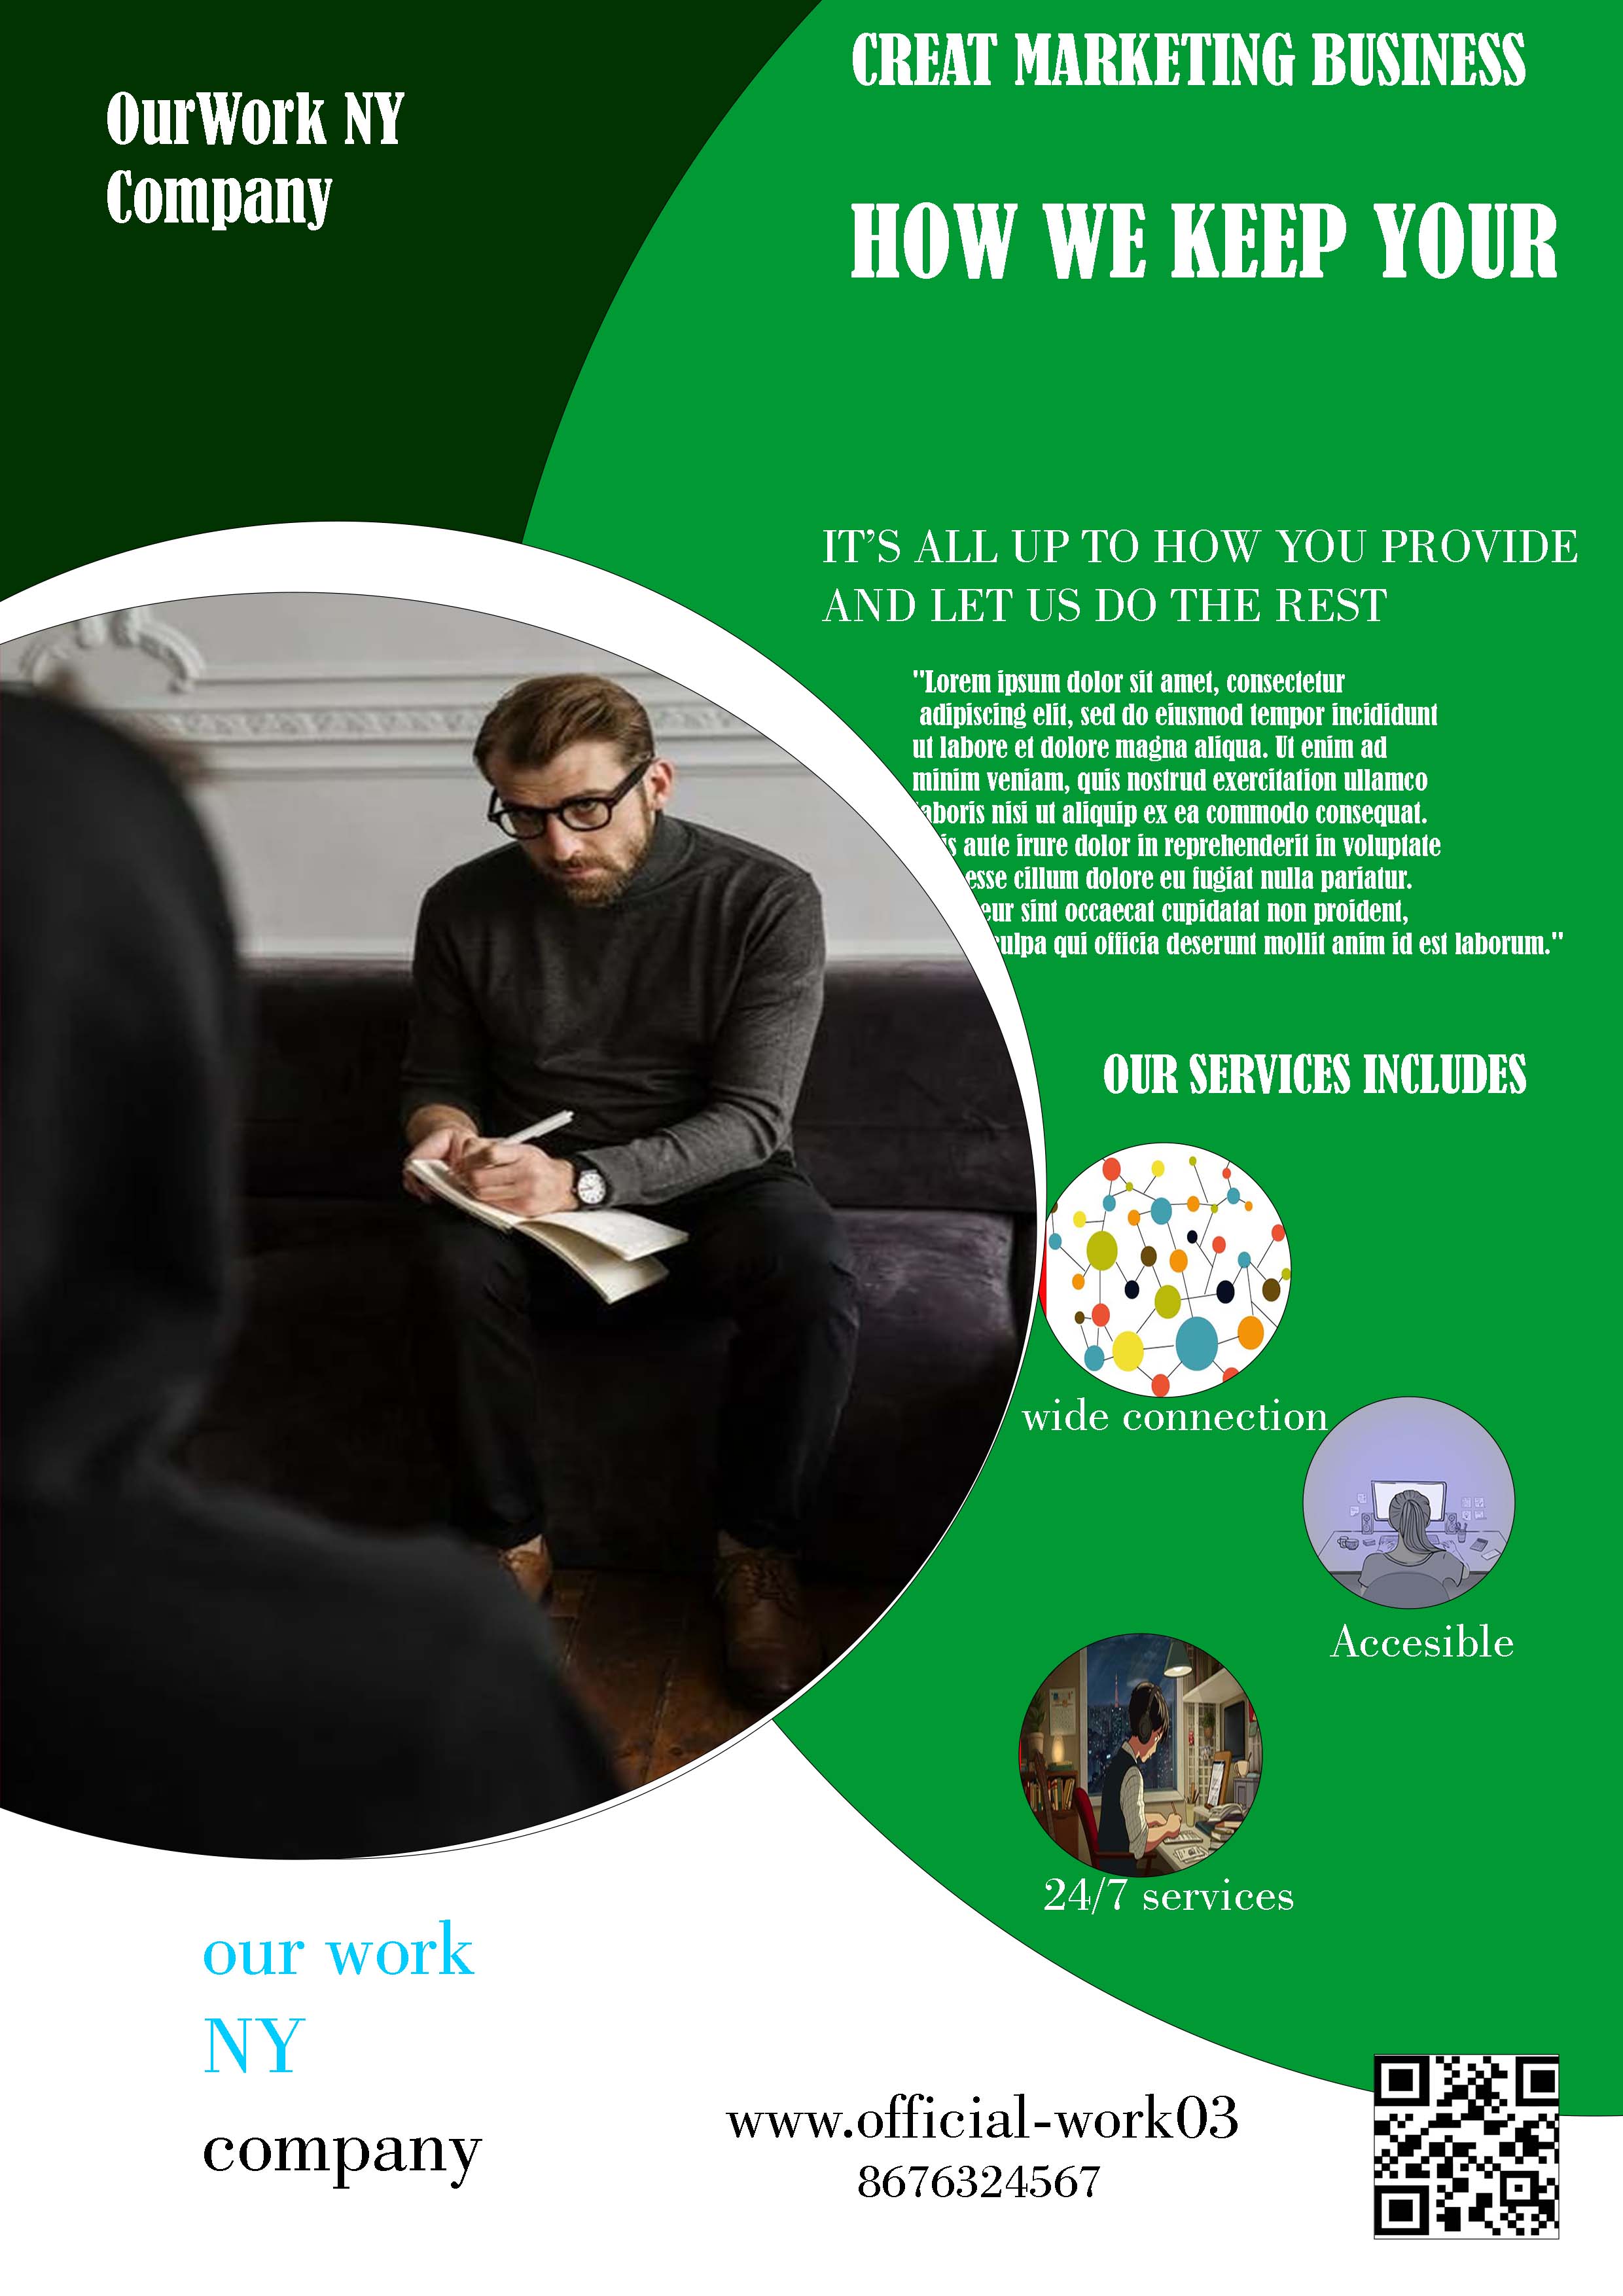 OurWork NY
Company
CREAT MARKETING BUSINESS
HOW WE KEEP YOUR
IT'S ALL UP TO HOW YOU PROVIDE
AND LET US DO THE REST
"Lorem ipsum dolor sit amet, consectetur
adipiscing elit, sed do eiusmod tempor incididunt
ut labore et dolore magna aliqua. Ut enim ad
minim veniam, quis nostrud exercitation ullamco
aboris nisi ut aliquip ex ea commodo consequat.
is aute irure dolor in reprehenderit in voluptate
esse cillum dolore eu fugiat nulla pariatur.
eur sint occaecat cupidatat non proident,
ulpa qui officia deserunt mollit anim id est laborum."
OUR SERVICES INCLUDES
wide connection
Accesible
24/7 services
our work
NY
company
www.official-work03
8676324567